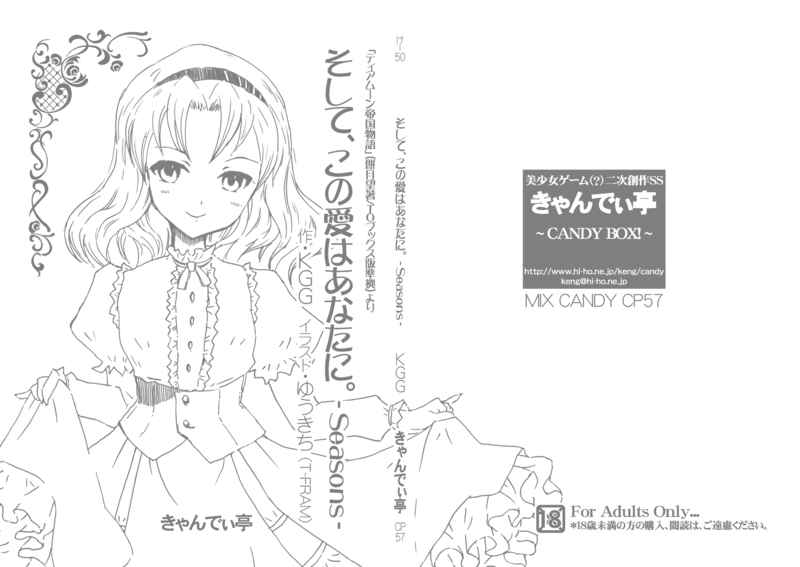 そして、この愛はあなたに。-Seasons-
「ティアムーン帝国物語」(餅月望著・TOブックス版準拠)より
作・KGG イラスト・ゆうきち(T-FRAM)
きゃんでぃ亭
17/50
そして、この愛はあなたに。-Seasons-
KGG
きゃんでぃ亭
CP57
美少女ゲーム(?)二次創作SS
きゃんでぃ亭
~CANDY BOX!~
http://www.hi-ho.ne.jp/keng/candy
keng@hi-ho.ne.jp
MIX CANDY CP57
18
For Adults Only...
*18歳未満の方の購入、閲読は、ご遠慮ください。